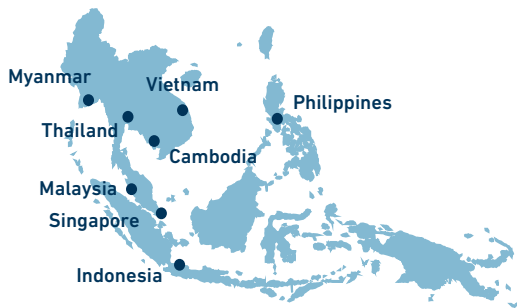 Myanmar
Vietnam
Philippines
Thailand
Cambodia
Malaysia
Singapore
Indonesia